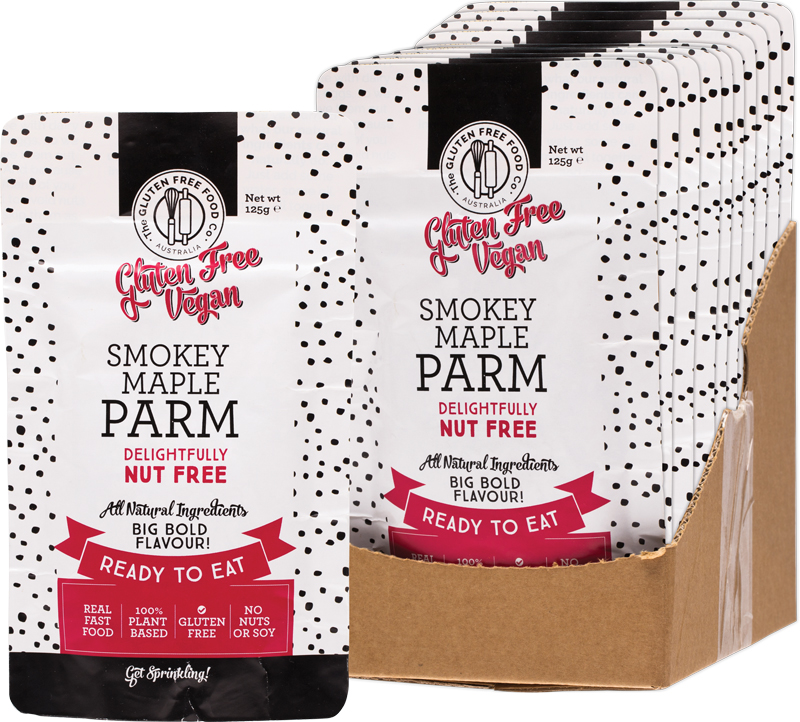 The GLUTEN FREE FOOD CO.
AUSTRALIA
Net wt
125g e
Gluten Free
Vegan
SMOKEY
MAPLE
PARM
DELIGHTFULLY
NUT FREE
All Natural Ingredients
BIG BOLD
FLAVOUR!
READY TO EAT
REAL FAST FOOD
100% PLANT BASED
GLUTEN FREE
NO NUTS OR SOY
Get Sprinkling!
The GLUTEN FREE FOOD CO.
AUSTRALIA
Net wt
125g e
Gluten Free
Vegan
SMOKEY
MAPLE
PARM
DELIGHTFULLY
NUT FREE
All Natural Ingredients
BIG BOLD
FLAVOUR!
READY TO EAT
REAL 100% NO